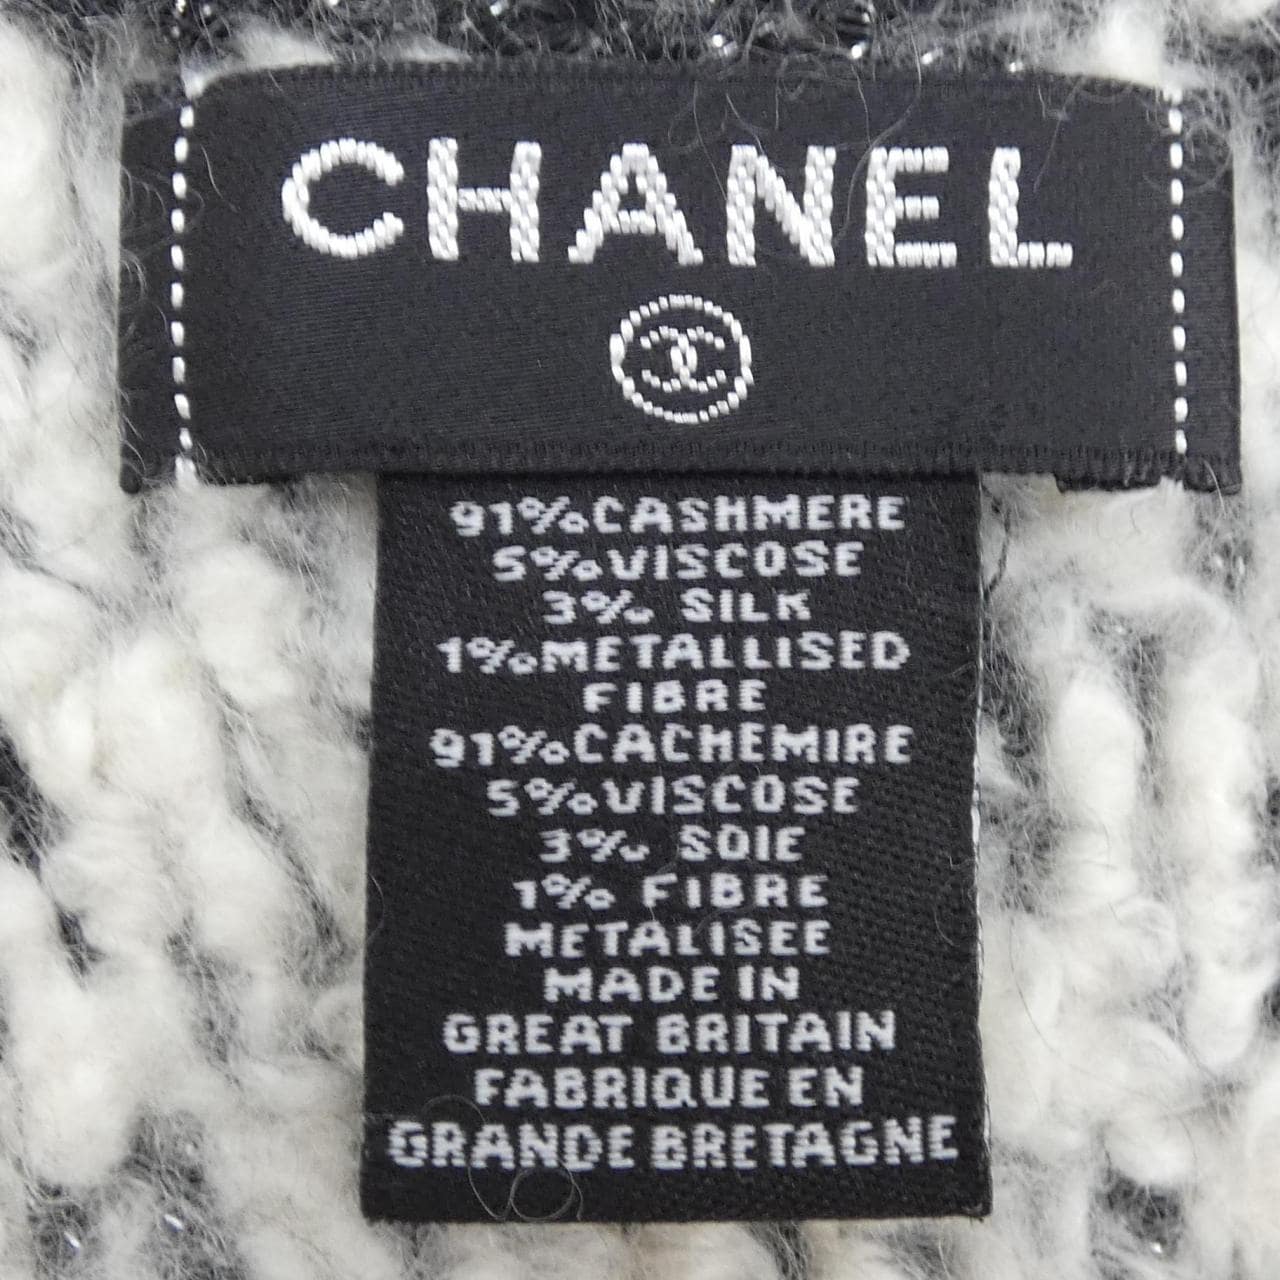 CHANEL
91%CASHMERE
5%VISCOSE
3% SILK
1%METALLISED
FIBRE
91%CACHEMIRE
5%VISCOSE
3% SOIE
1% FIBRE
METALISEE
MADE IN
GREAT BRITAIN
FABRIQUE EN
GRANDE BRETAGNE